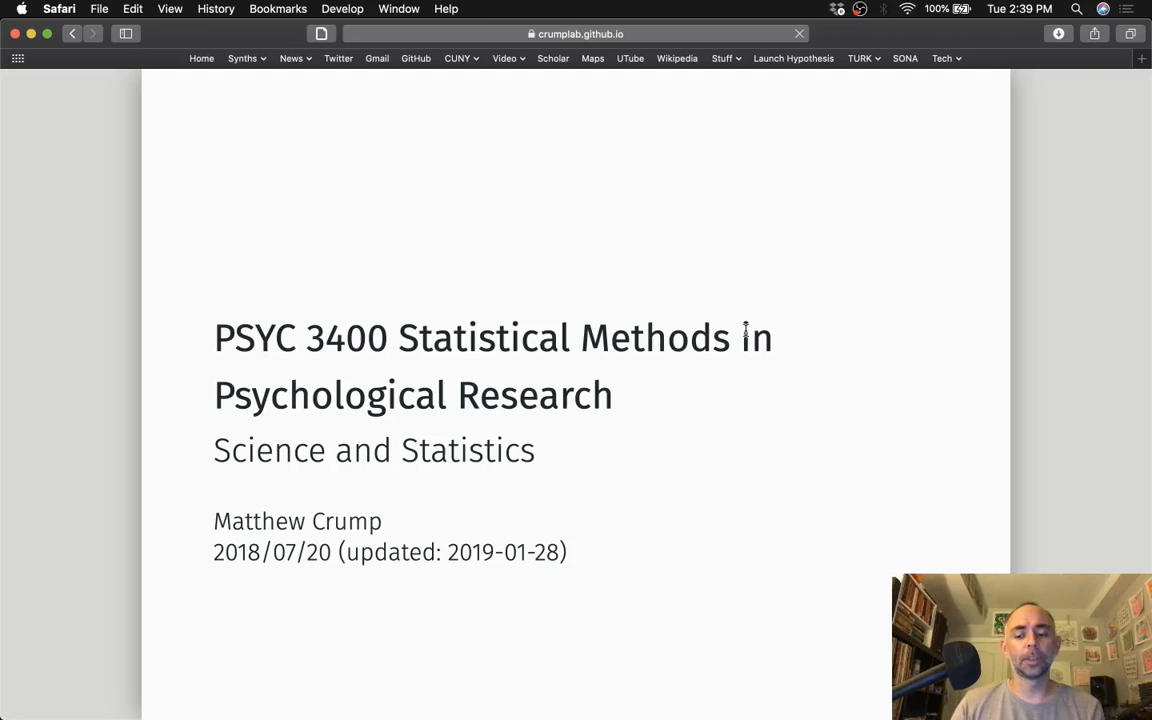 Safari File Edit View History Bookmarks Develop Window Help 100% Tue 2:39 PM
crumplab.github.io
Home Synths News Twitter Gmail GitHub CUNY Video Scholar Maps UTube Wikipedia Stuff Launch Hypothesis TURK SONA Tech
PSYC 3400 Statistical Methods in
Psychological Research
Science and Statistics
Matthew Crump
2018/07/20 (updated: 2019-01-28)